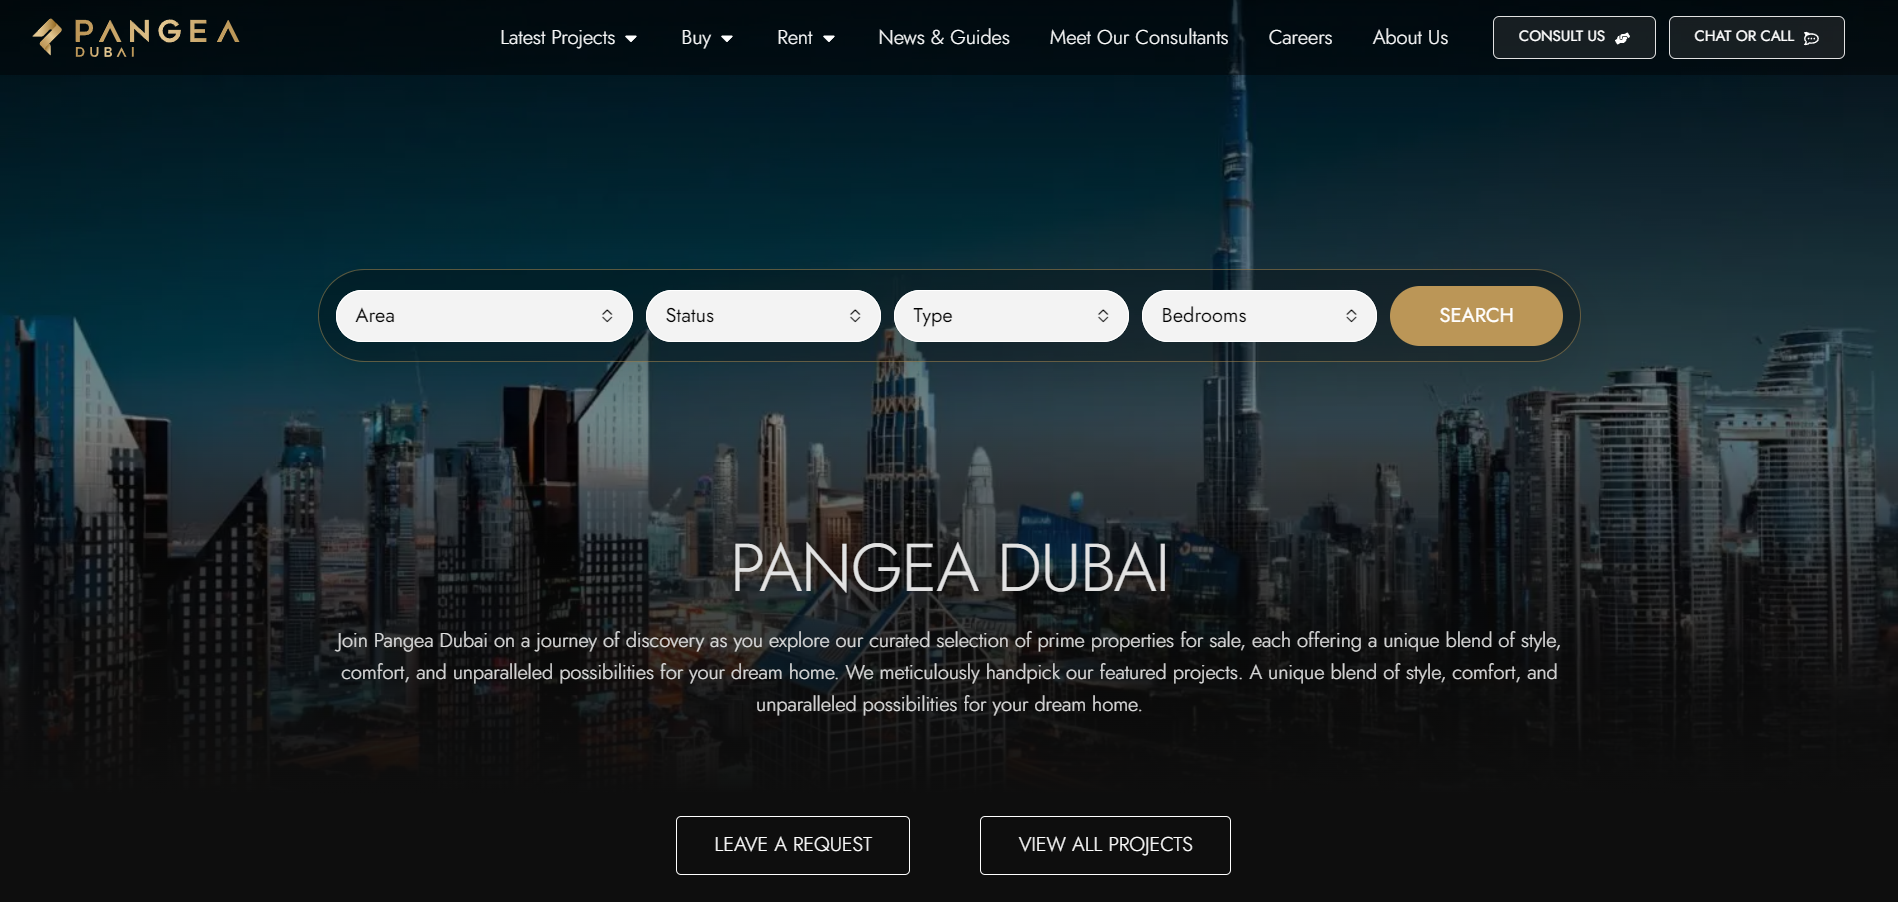 PANGEA
DUBAI
Latest Projects
Buy
Rent
News & Guides
Meet Our Consultants
Careers
About Us
CONSULT US
CHAT OR CALL
Area
Status
Type
Bedrooms
SEARCH
PANGEA DUBAI
Join Pangea Dubai on a journey of discovery as you explore our curated selection of prime properties for sale, each offering a unique blend of style,
comfort, and unparalleled possibilities for your dream home. We meticulously handpick our featured projects. A unique blend of style, comfort, and
unparalleled possibilities for your dream home.
LEAVE A REQUEST
VIEW ALL PROJECTS